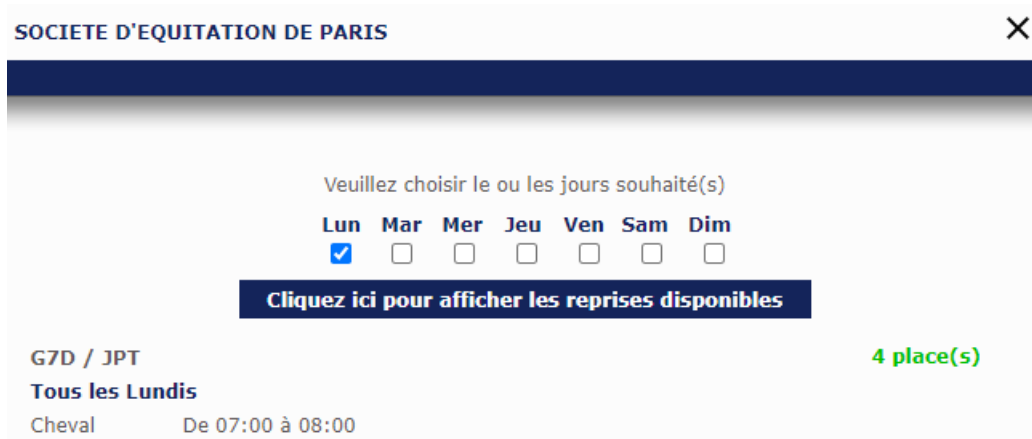 SOCIETE D'EQUITATION DE PARIS
Veuillez choisir le ou les jours souhaité(s)
Lun Mar Mer Jeu Ven Sam Dim
Cliquez ici pour afficher les reprises disponibles
G7D / JPT 4 place(s)
Tous les Lundis
Cheval De 07:00 à 08:00